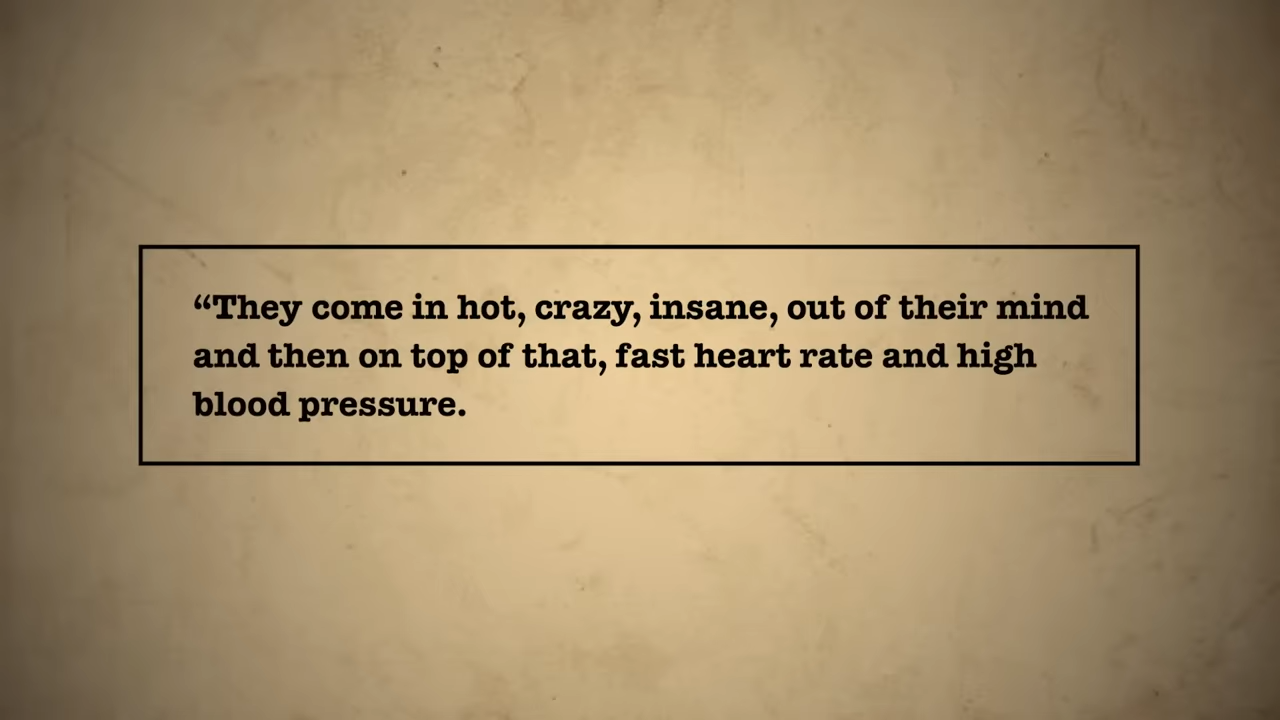 “They come in hot, crazy, insane, out of their mind
and then on top of that, fast heart rate and high
blood pressure.